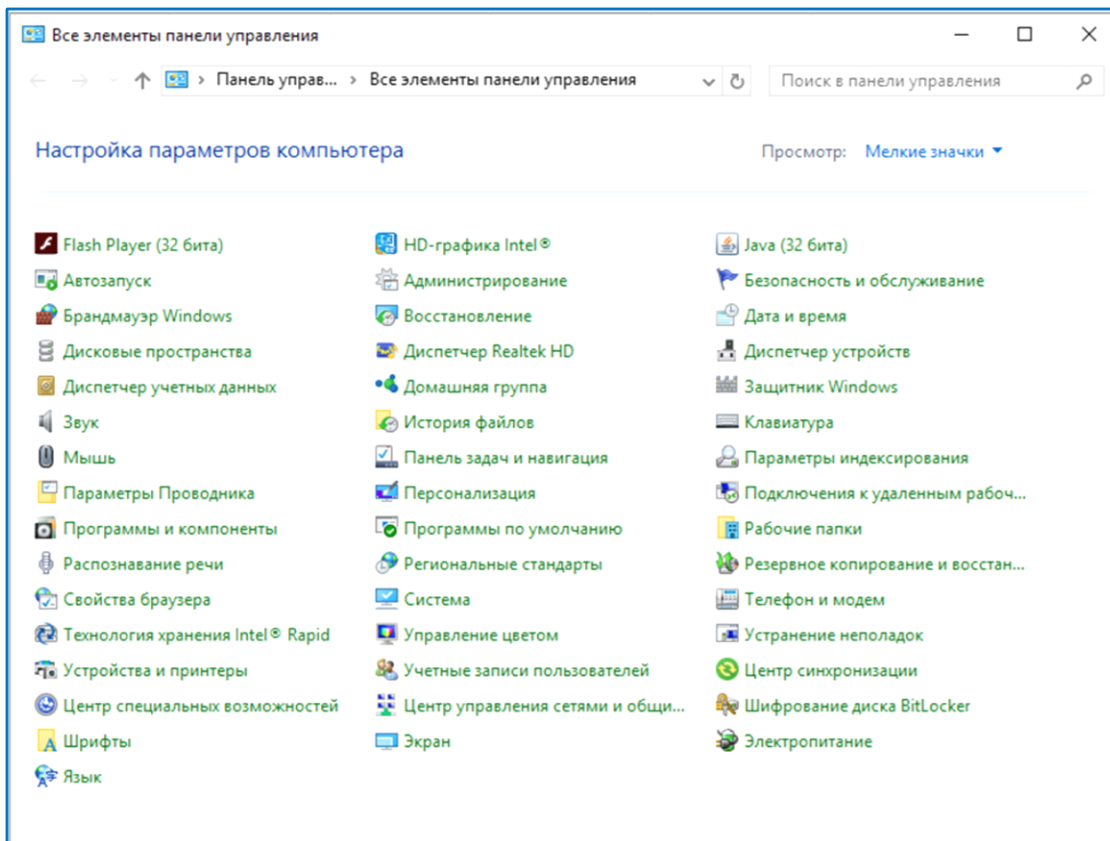 Все элементы панели управления
Панель управ... Все элементы панели управления Поиск в панели управления
Настройка параметров компьютера Просмотр: Мелкие значки
Flash Player (32 бита) HD-графика Intel® Java (32 бита)
Автозапуск Администрирование Безопасность и обслуживание
Брандмауэр Windows Восстановление Дата и время
Дисковые пространства Диспетчер Realtek HD Диспетчер устройств
Диспетчер учетных данных Домашняя группа Защитник Windows
Звук История файлов Клавиатура
Мышь Панель задач и навигация Параметры индексирования
Параметры Проводника Персонализация Подключения к удаленным рабоч...
Программы и компоненты Программы по умолчанию Рабочие папки
Распознавание речи Региональные стандарты Резервное копирование и восстан...
Свойства браузера Система Телефон и модем
Технология хранения Intel® Rapid Управление цветом Устранение неполадок
Устройства и принтеры Учетные записи пользователей Центр синхронизации
Центр специальных возможностей Центр управления сетями и общи... Шифрование диска BitLocker
Шрифты Экран Электропитание
Язык